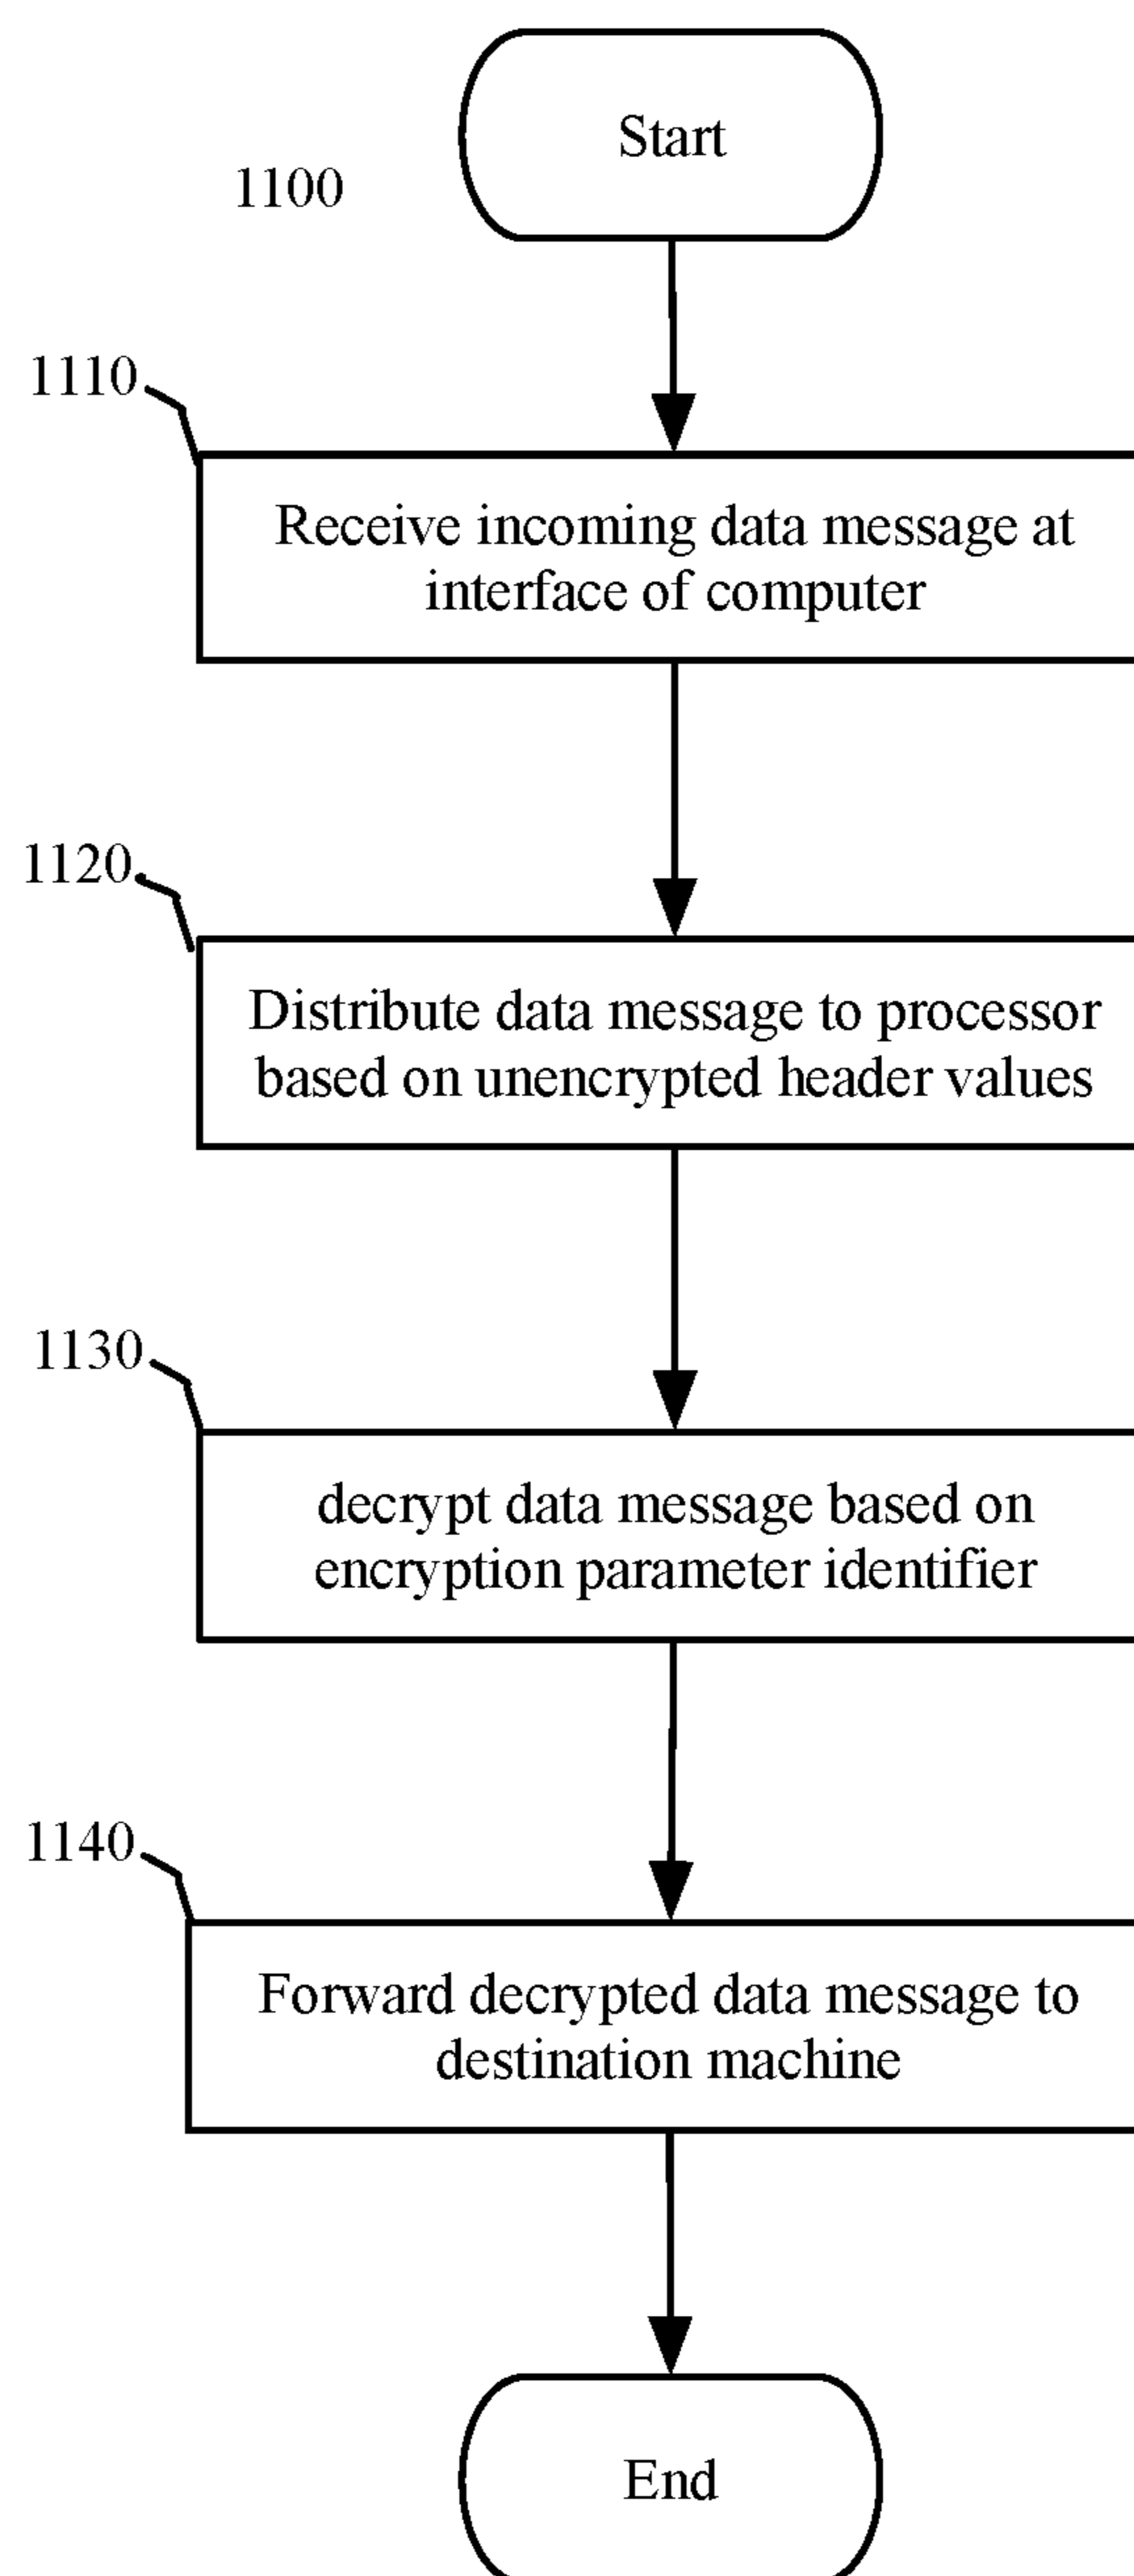 Start
1100
1110
Receive incoming data message at
interface of computer
1120
Distribute data message to processor
based on unencrypted header values
1130
decrypt data message based on
encryption parameter identifier
1140
Forward decrypted data message to
destination machine
End